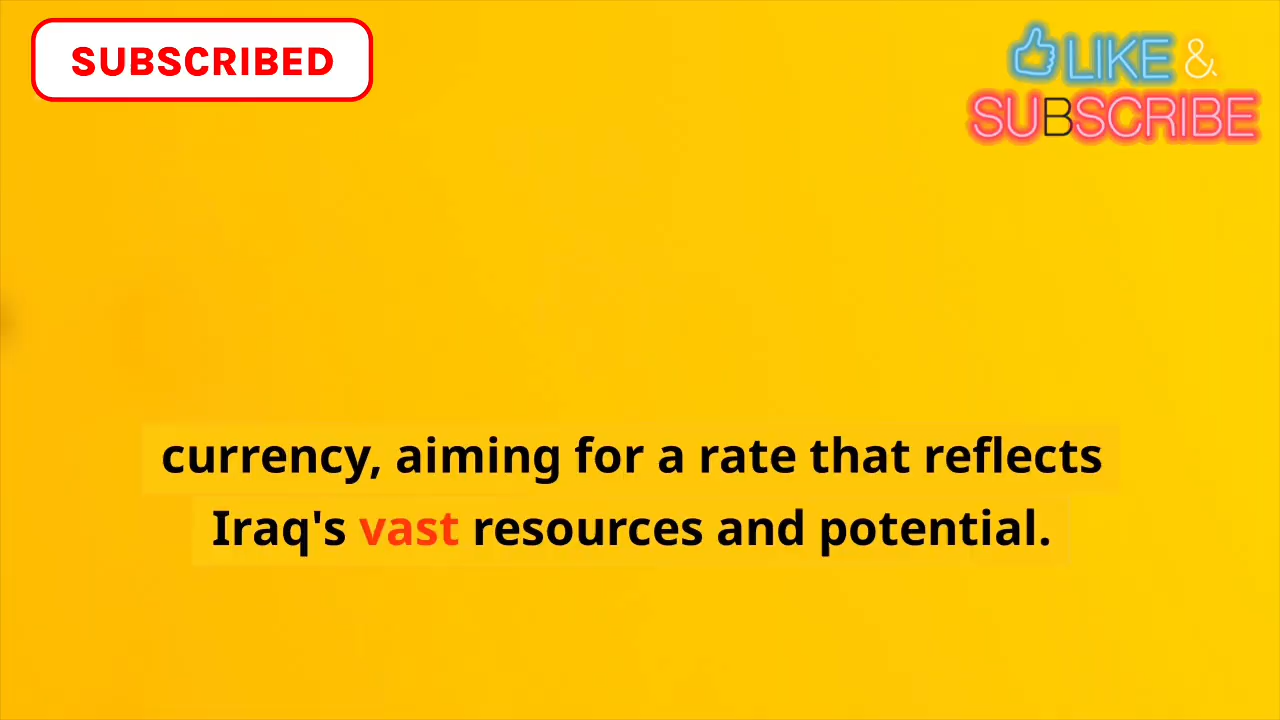 SUBSCRIBED
LIKE &
SUBSCRIBE
currency, aiming for a rate that reflects
Iraq's vast resources and potential.